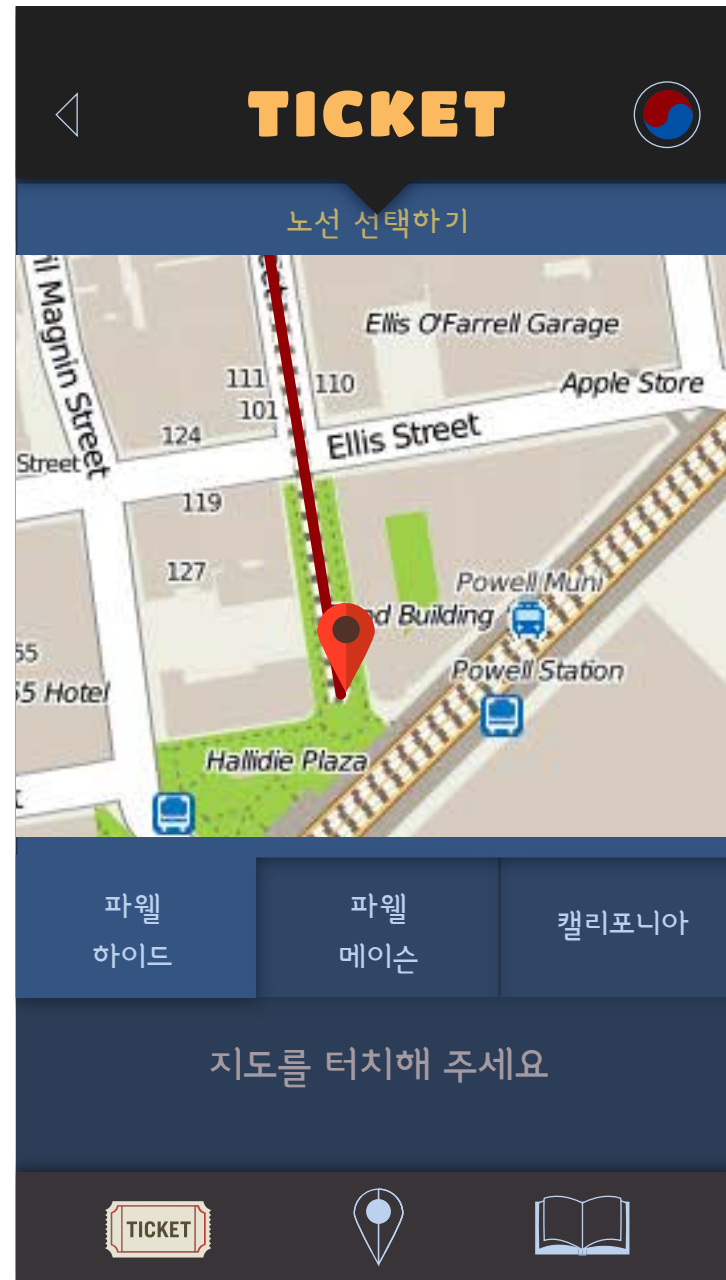 TICKET
노선 선택하기
il Magnin Street
Ellis O'Farrell Garage
111
110
Apple Store
101
124
Ellis Street
Street
119
127
Powell Muni
Building
55
Powell Station
5 Hotel
Hallidie Plaza
파웰
하이드
파웰
메이슨
캘리포니아
지도를 터치해 주세요
TICKET